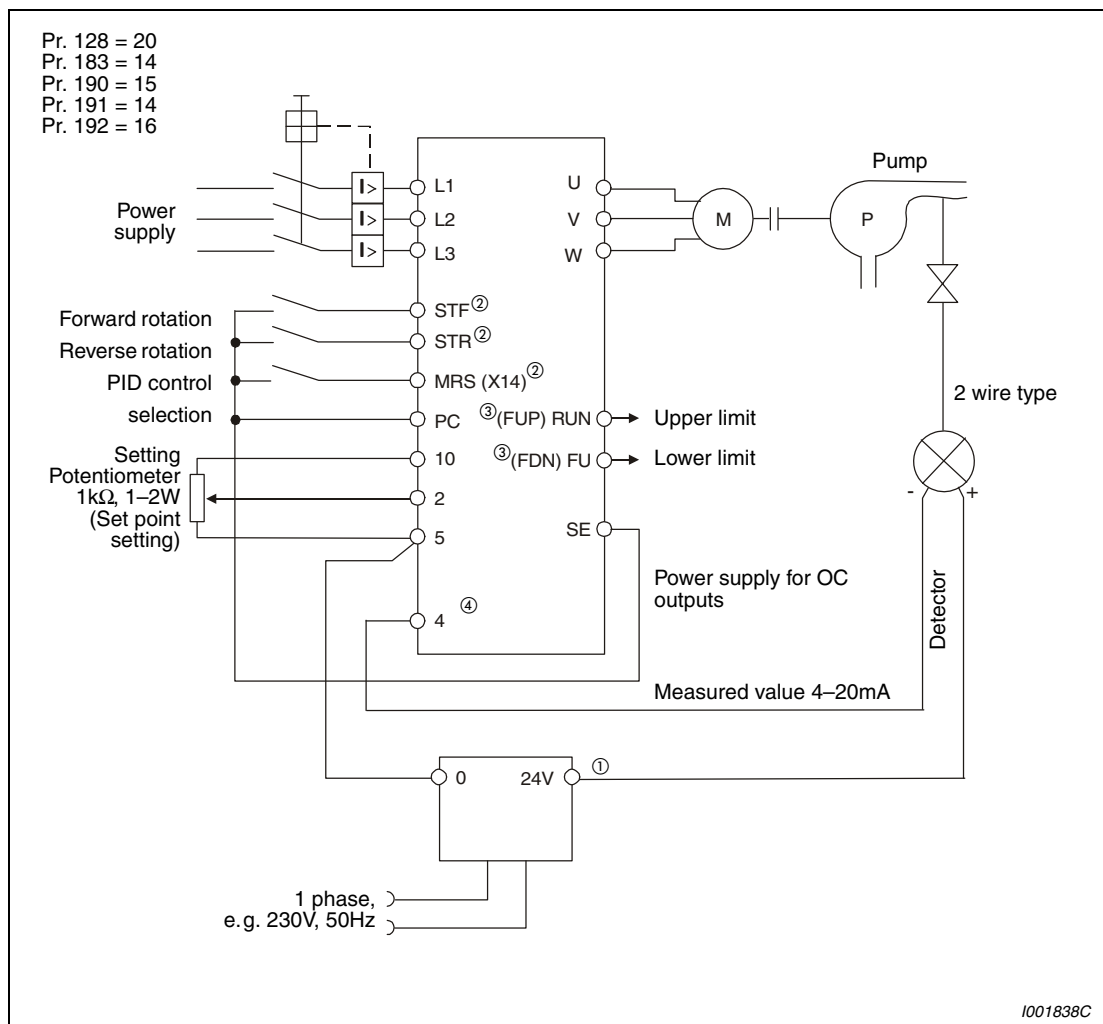 Pr. 128 = 20
Pr. 183 = 14
Pr. 190 = 15
Pr. 191 = 14
Pr. 192 = 16
Power
supply
I>
I>
I>
L1
L2
L3
U
V
W
M
Pump
P
Forward rotation
Reverse rotation
PID control
selection
STF②
STR②
MRS (X14)②
PC
③(FUP) RUN
Upper limit
③(FDN) FU
Lower limit
2 wire type
- +
Setting
Potentiometer
1kΩ, 1–2W
(Set point
setting)
10
2
5
SE
4 ④
Power supply for OC
outputs
Detector
Measured value 4–20mA
0
24V
①
1 phase,
e.g. 230V, 50Hz
I001838C